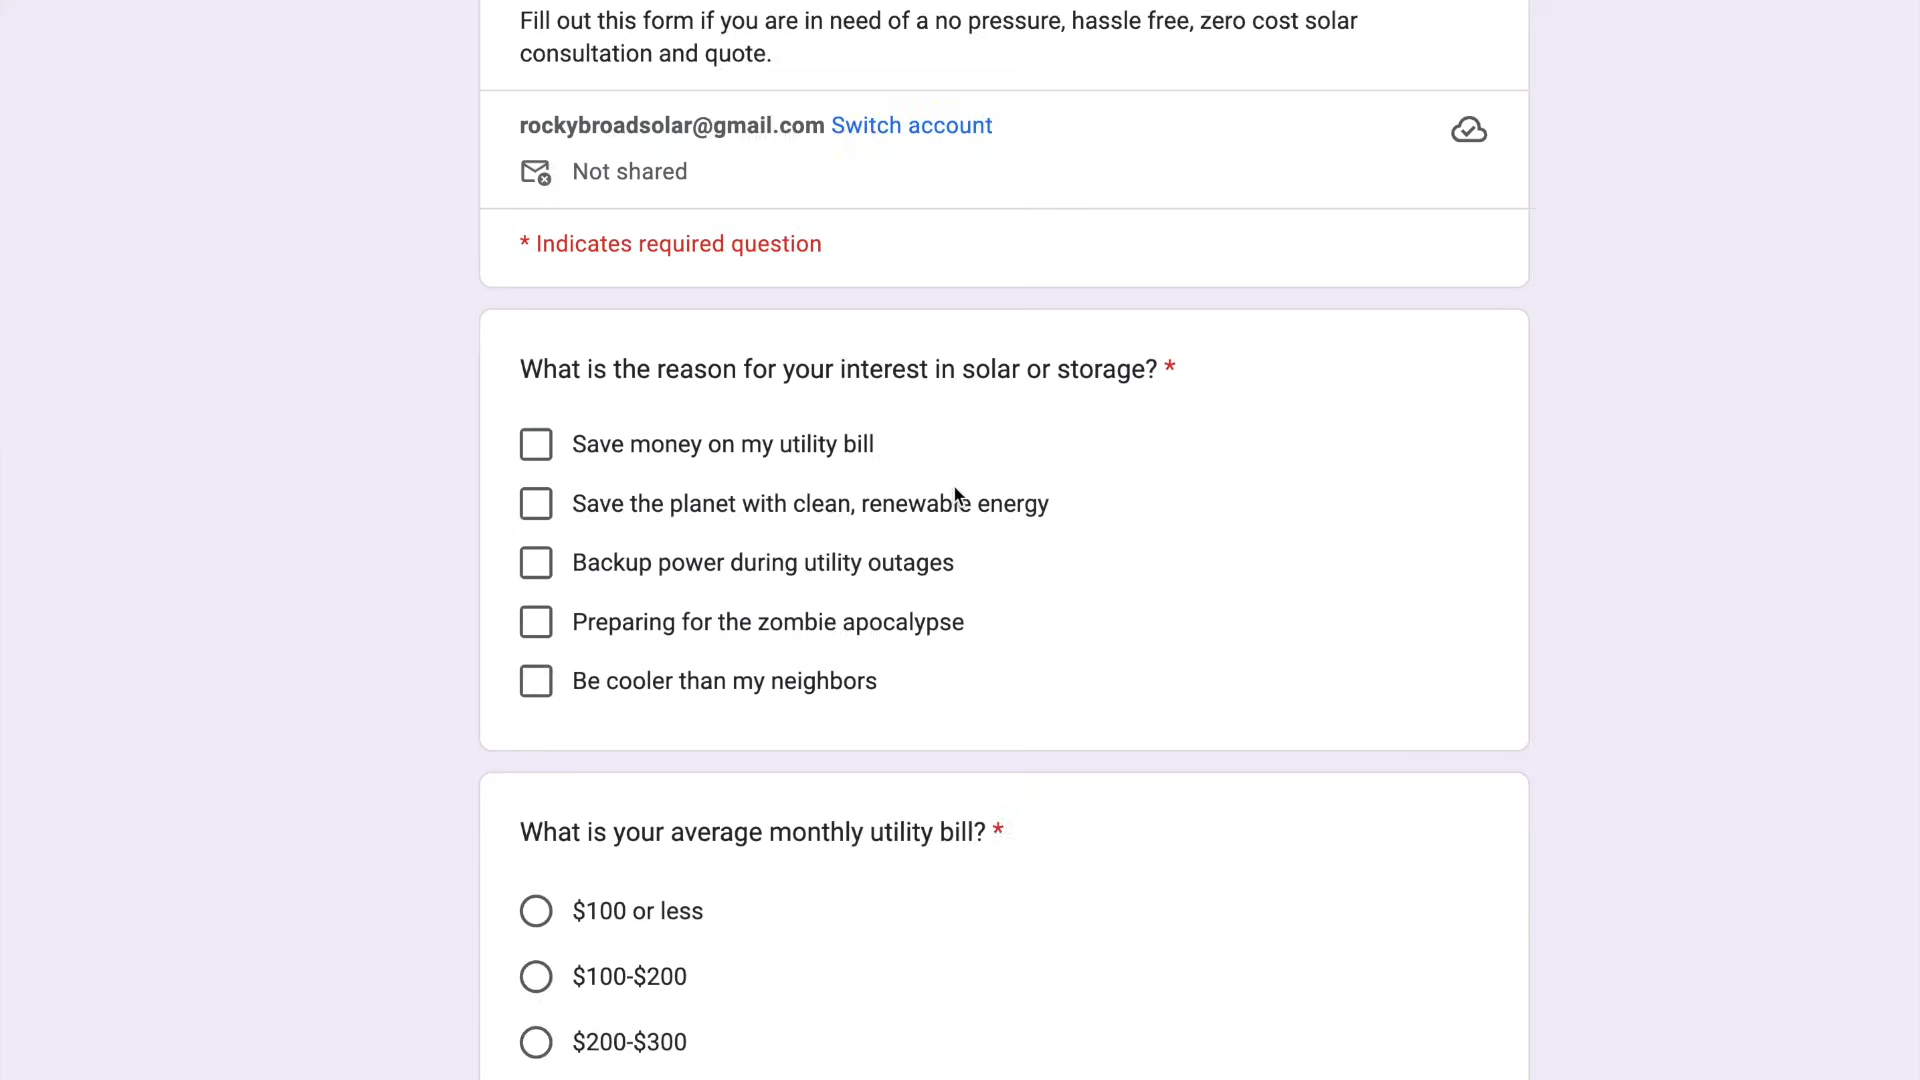 Fill out this form if you are in need of a no pressure, hassle free, zero cost solar
consultation and quote.
rockybroadsolar@gmail.com Switch account
Not shared
* Indicates required question
What is the reason for your interest in solar or storage? *
Save money on my utility bill
Save the planet with clean, renewable energy
Backup power during utility outages
Preparing for the zombie apocalypse
Be cooler than my neighbors
What is your average monthly utility bill? *
$100 or less
$100-$200
$200-$300